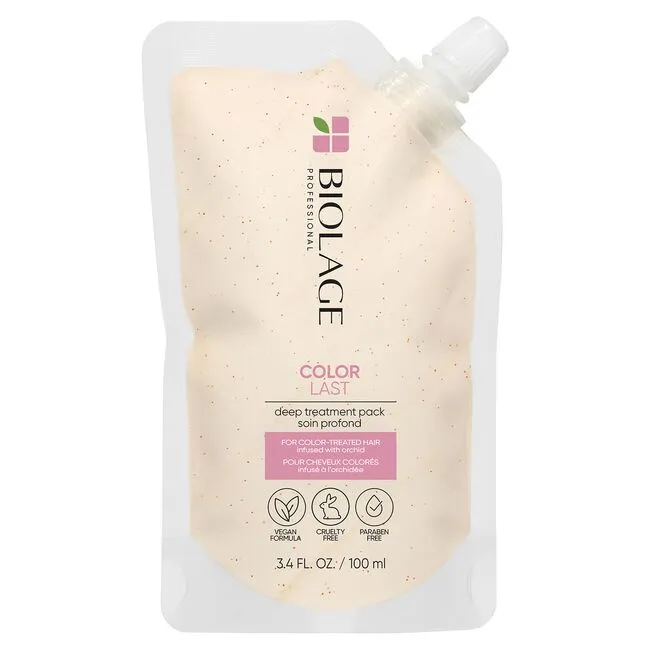 BIOLAGE
PROFESSIONAL
COLOR
LAST
deep treatment pack
soin profond
FOR COLOR-TREATED HAIR
infused with orchid
POUR CHEVEUX COLORÉS
infusé à l'orchidée
VEGAN
FORMULA
CRUELTY
FREE
PARABEN
FREE
3.4 FL. OZ. / 100 ml